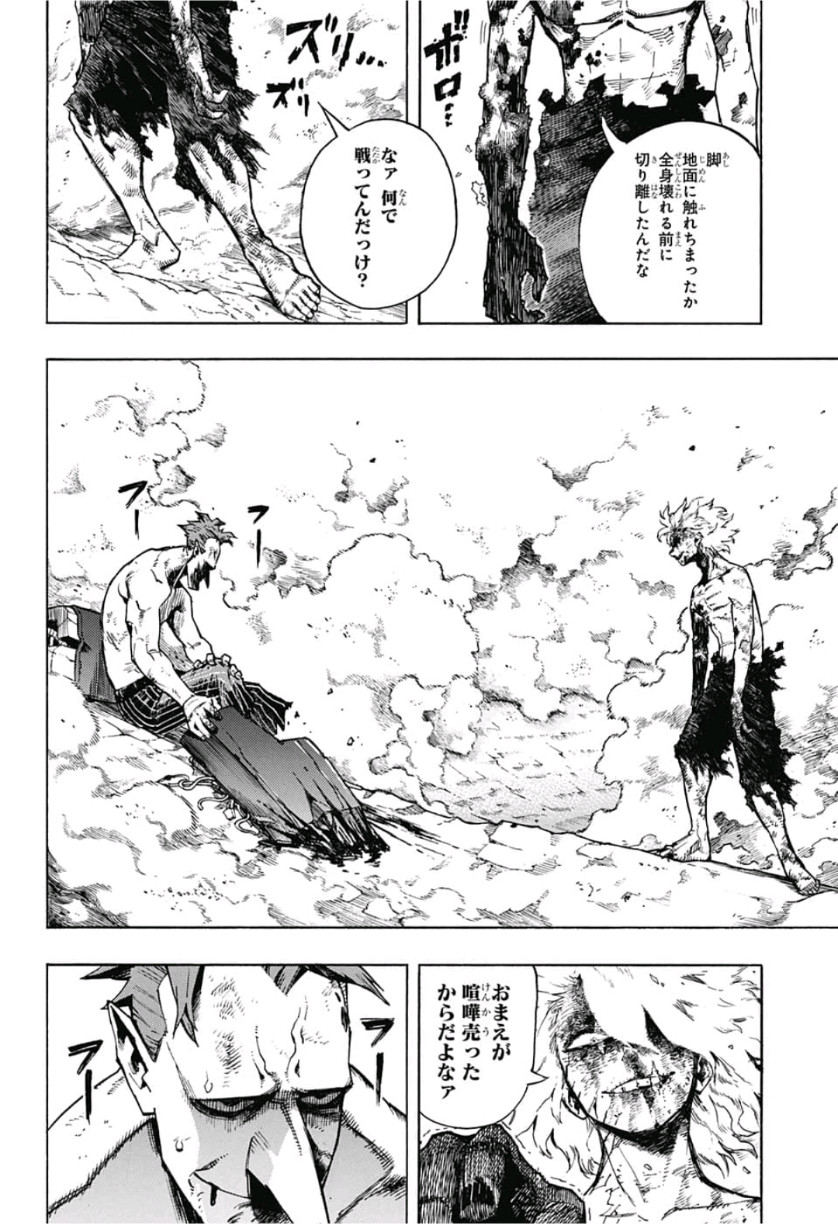 ボロ…
脚
地面に触れちまったか
全身壊れる前に
切り離したんだな
ズリ…
ズリ
なァ 何で
戦ってんだっけ？
フー
フー
おまえが
喧嘩売った
からだよなァ
フー
フー